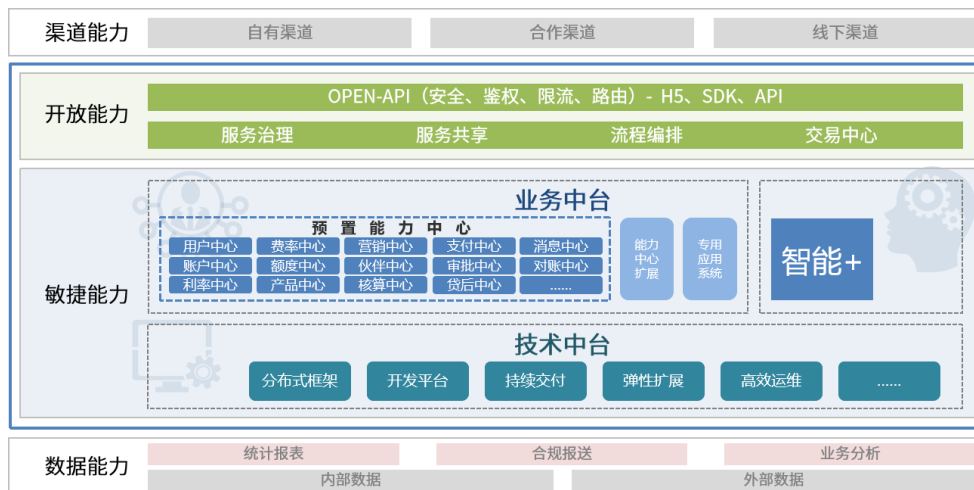 渠道能力
自有渠道 合作渠道 线下渠道
开放能力
OPEN-API（安全、鉴权、限流、路由）- H5、SDK、API
服务治理 服务共享 流程编排 交易中心
敏捷能力
业务中台
预置能力中心
用户中心 费率中心 营销中心 支付中心 消息中心
账户中心 额度中心 伙伴中心 审批中心 对账中心
利率中心 产品中心 核算中心 贷后中心 ......
能力
中心
扩展
专用
应用
系统
智能+
技术中台
分布式框架 开发平台 持续交付 弹性扩展 高效运维 ......
数据能力
统计报表 合规报送 业务分析
内部数据 外部数据